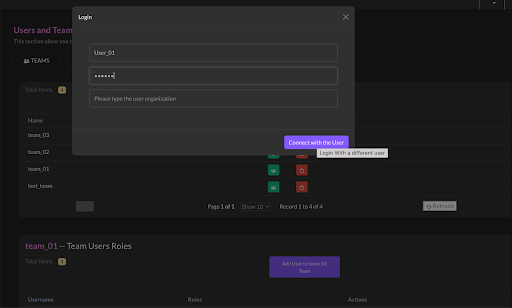 Login
Users and Team
This section allow you t
User_01
••••••
TEAMS
Please type the user organization
Total Items
Name
Connect with the User
Login With a different user
team_03
team_02
team_01
test_team
Page 1 of 1 Show 10 Record 1 to 4 of 4 Refresh
team_01 — Team Users Roles
Total Items
Add User to team_01
Team
Username Roles Actions